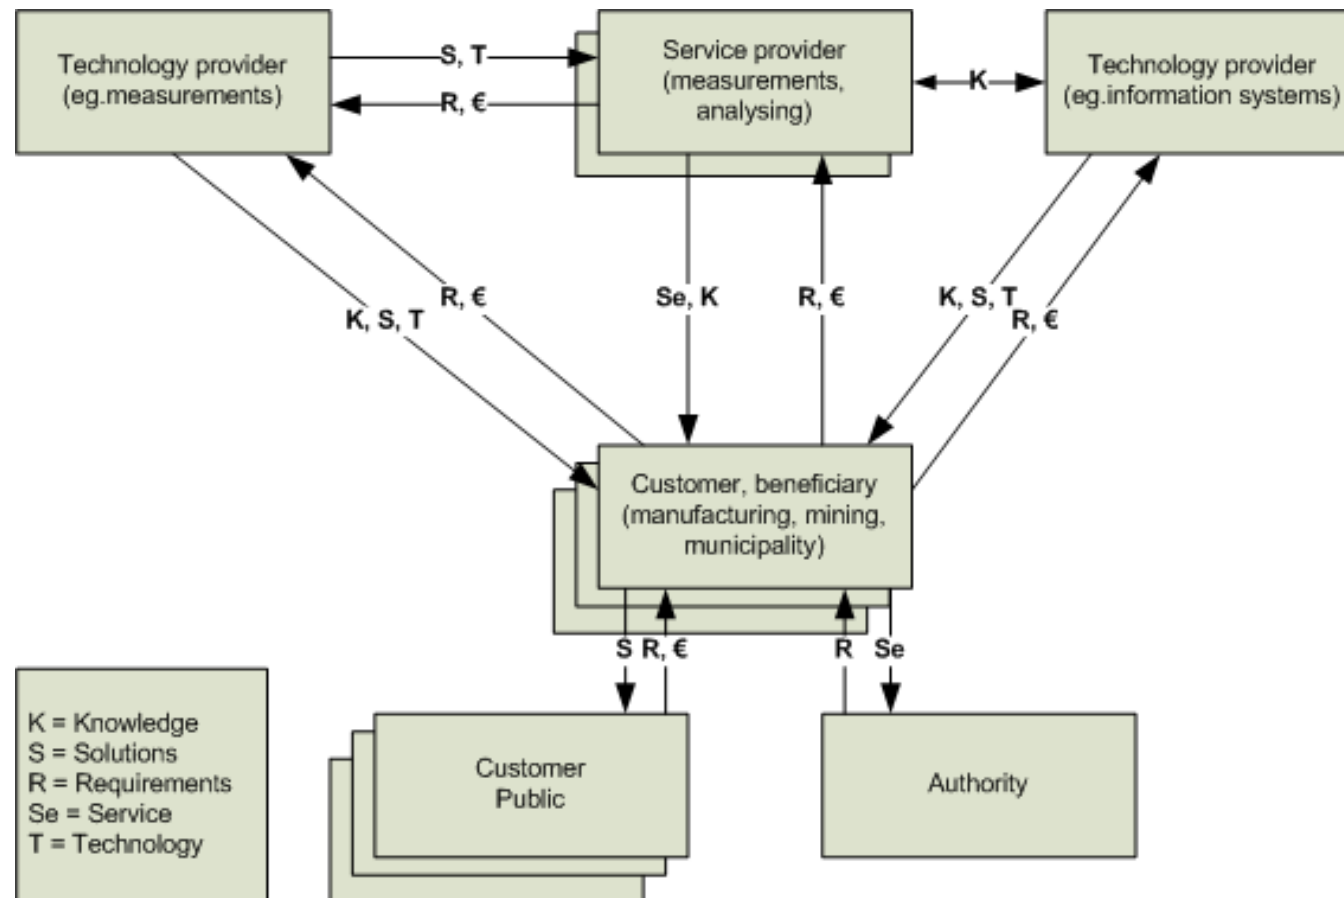 Technology provider
(eg.measurements)
S, T
R, €
Service provider
(measurements,
analysing)
K
Technology provider
(eg.information systems)
R, €
K, S, T
Se, K
R, €
K, S, T
R, €
Customer, beneficiary
(manufacturing, mining,
municipality)
S
R, €
R
Se
K = Knowledge
S = Solutions
R = Requirements
Se = Service
T = Technology
Customer
Public
Authority